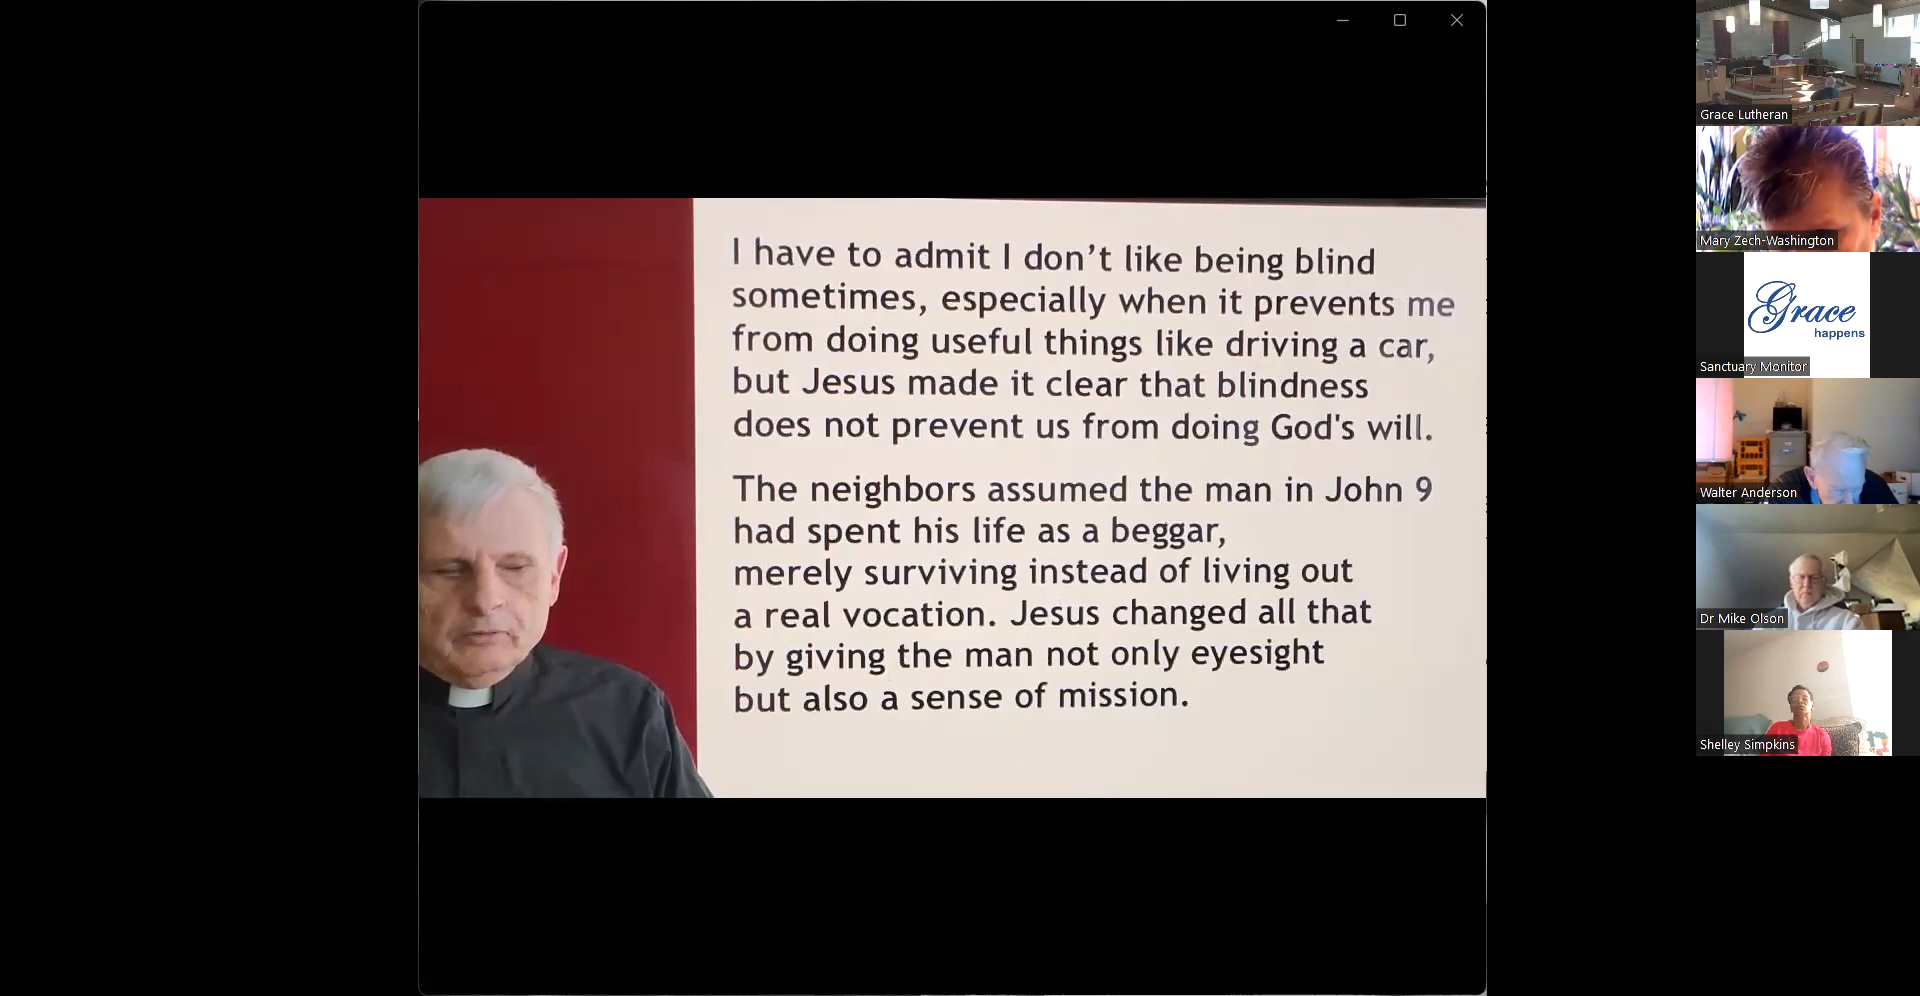 I have to admit I don’t like being blind
sometimes, especially when it prevents me
from doing useful things like driving a car,
but Jesus made it clear that blindness
does not prevent us from doing God's will.
The neighbors assumed the man in John 9
had spent his life as a beggar,
merely surviving instead of living out
a real vocation. Jesus changed all that
by giving the man not only eyesight
but also a sense of mission.
Grace Lutheran
Mary Zech-Washington
Grace
happens
Sanctuary Monitor
Walter Anderson
Dr Mike Olson
Shelley Simpkins